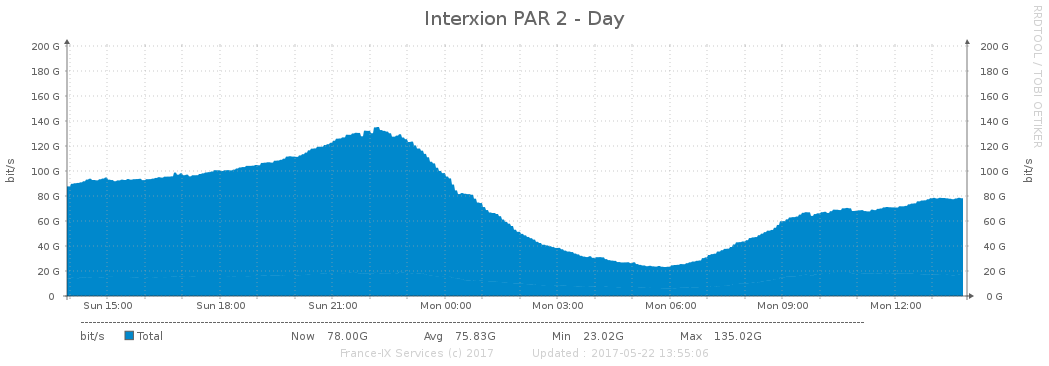 Interxion PAR 2 - Day
RRDTOOL / TOBI OETIKER
200 G 200 G
180 G 180 G
160 G 160 G
140 G 140 G
120 G 120 G
100 G 100 G
80 G 80 G
60 G 60 G
40 G 40 G
20 G 20 G
0 0 G
bit/s
bit/s
Sun 15:00 Sun 18:00 Sun 21:00 Mon 00:00 Mon 03:00 Mon 06:00 Mon 09:00 Mon 12:00
bit/s Total Now 78.00G Avg 75.83G Min 23.02G Max 135.02G
France-IX Services (c) 2017 Updated : 2017-05-22 13:55:06